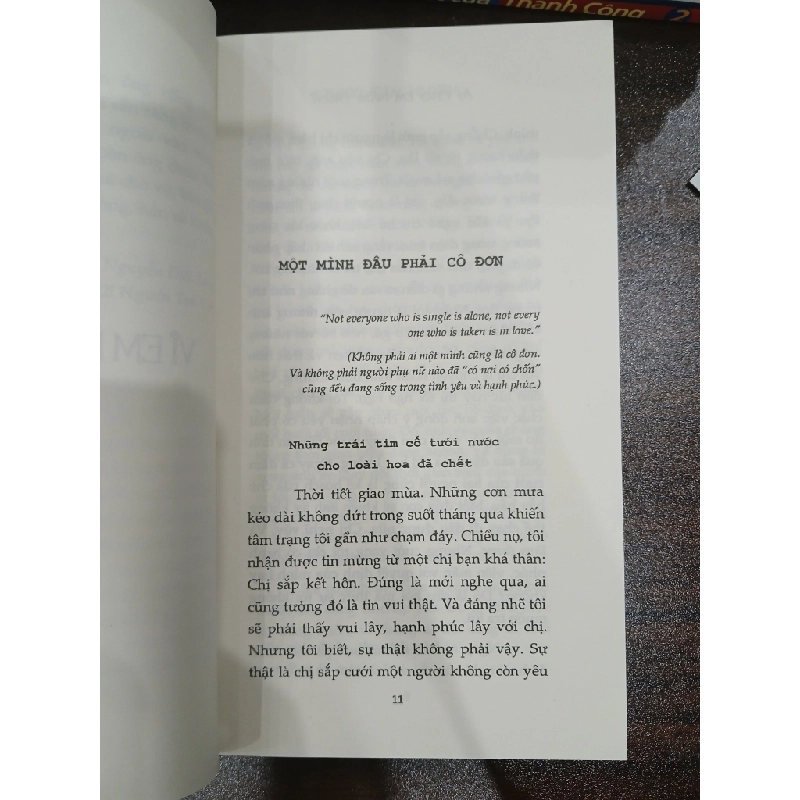 Thành Công 2
MỘT MÌNH ĐÂU PHẢI CÔ ĐƠN
"Not everyone who is single is alone, not every
one who is taken is in love."
(Không phải ai một mình cũng là cô đơn.
Và không phải người phụ nữ nào đã "có nơi có chốn"
cũng đều đang sống trong tình yêu và hạnh phúc.)
Những trái tim cố tưới nước
cho loài hoa đã chết
Thời tiết giao mùa. Những cơn mưa
kéo dài không dứt trong suốt tháng qua khiến
tâm trạng tôi gần như chạm đáy. Chiều nọ, tôi
nhận được tin mừng từ một chị bạn khá thân:
Chị sắp kết hôn. Đúng là mới nghe qua, ai
cũng tưởng đó là tin vui thật. Và đáng nhẽ tôi
sẽ phải thấy vui lây, hạnh phúc lây với chị.
Nhưng tôi biết, sự thật không phải vậy. Sự
thật là chị sắp cưới một người không còn yêu
11